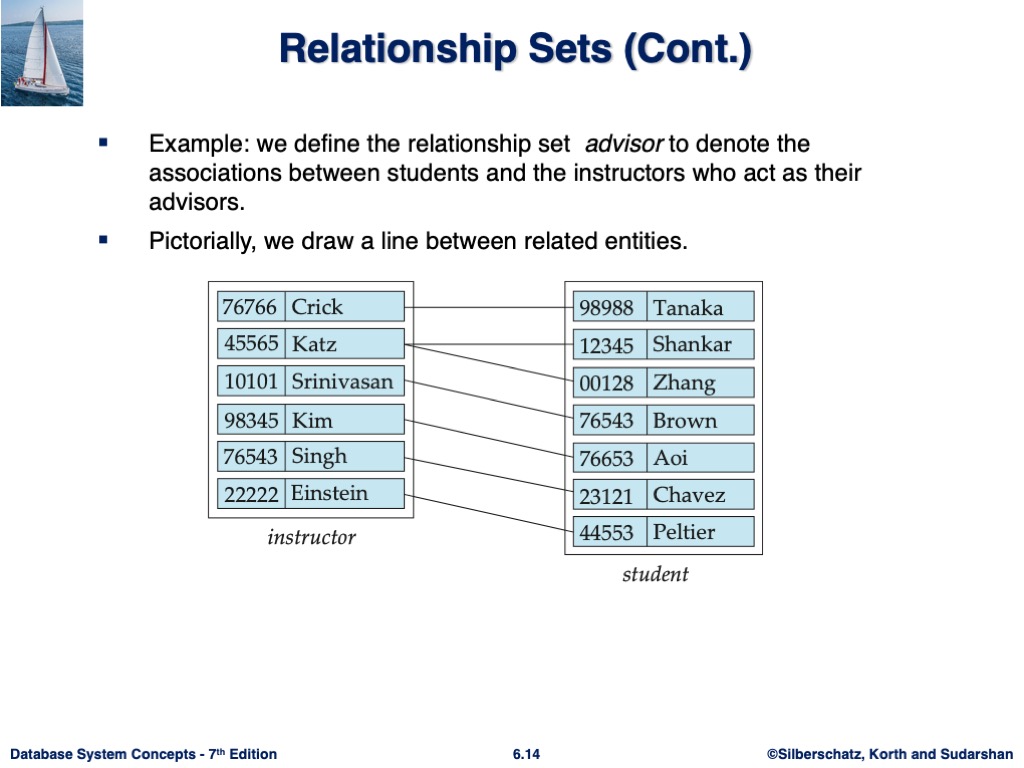 Relationship Sets (Cont.)
▪ Example: we define the relationship set advisor to denote the
associations between students and the instructors who act as their
advisors.
▪ Pictorially, we draw a line between related entities.
76766 Crick
45565 Katz
10101 Srinivasan
98345 Kim
76543 Singh
22222 Einstein
instructor
98988 Tanaka
12345 Shankar
00128 Zhang
76543 Brown
76653 Aoi
23121 Chavez
44553 Peltier
student
Database System Concepts - 7th Edition
6.14
©Silberschatz, Korth and Sudarshan